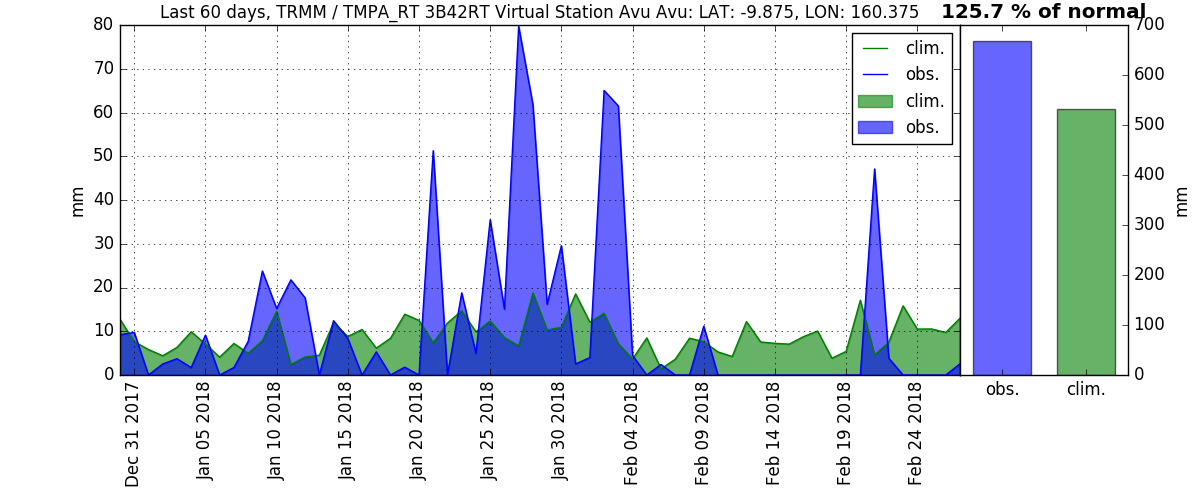 Last 60 days, TRMM / TMPA_RT 3B42RT Virtual Station Avu Avu: LAT: -9.875, LON: 160.375
125.7 % of normal
80
70
60
50
40
30
20
10
0
mm
clim.
obs.
clim.
obs.
Dec 31 2017
Jan 05 2018
Jan 10 2018
Jan 15 2018
Jan 20 2018
Jan 25 2018
Jan 30 2018
Feb 04 2018
Feb 09 2018
Feb 14 2018
Feb 19 2018
Feb 24 2018
700
600
500
400
300
200
100
0
mm
obs.
clim.